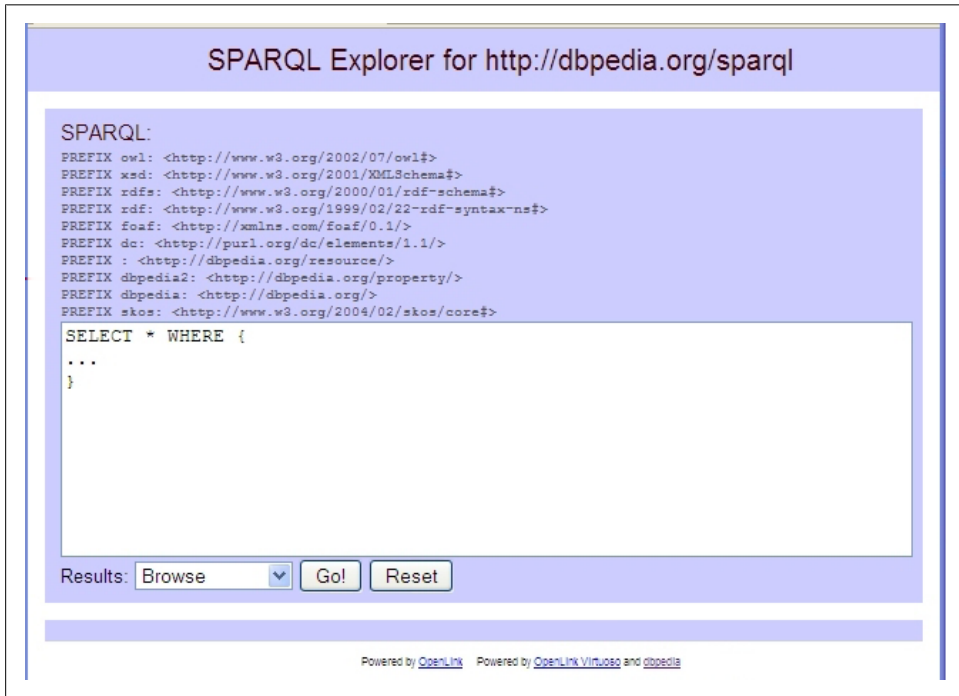 SPARQL Explorer for http://dbpedia.org/sparql
SPARQL:
PREFIX owl: <http://www.w3.org/2002/07/owl#>
PREFIX xsd: <http://www.w3.org/2001/XMLSchema#>
PREFIX rdfs: <http://www.w3.org/2000/01/rdf-schema#>
PREFIX rdf: <http://www.w3.org/1999/02/22-rdf-syntax-ns#>
PREFIX foaf: <http://xmlns.com/foaf/0.1/>
PREFIX dc: <http://purl.org/dc/elements/1.1/>
PREFIX : <http://dbpedia.org/resource/>
PREFIX dbpedia2: <http://dbpedia.org/property/>
PREFIX dbpedia: <http://dbpedia.org/>
PREFIX skos: <http://www.w3.org/2004/02/skos/core#>
SELECT * WHERE {
...
}
Results: Browse Go! Reset
Powered by OpenLink Powered by OpenLink Virtuoso and dbpedia